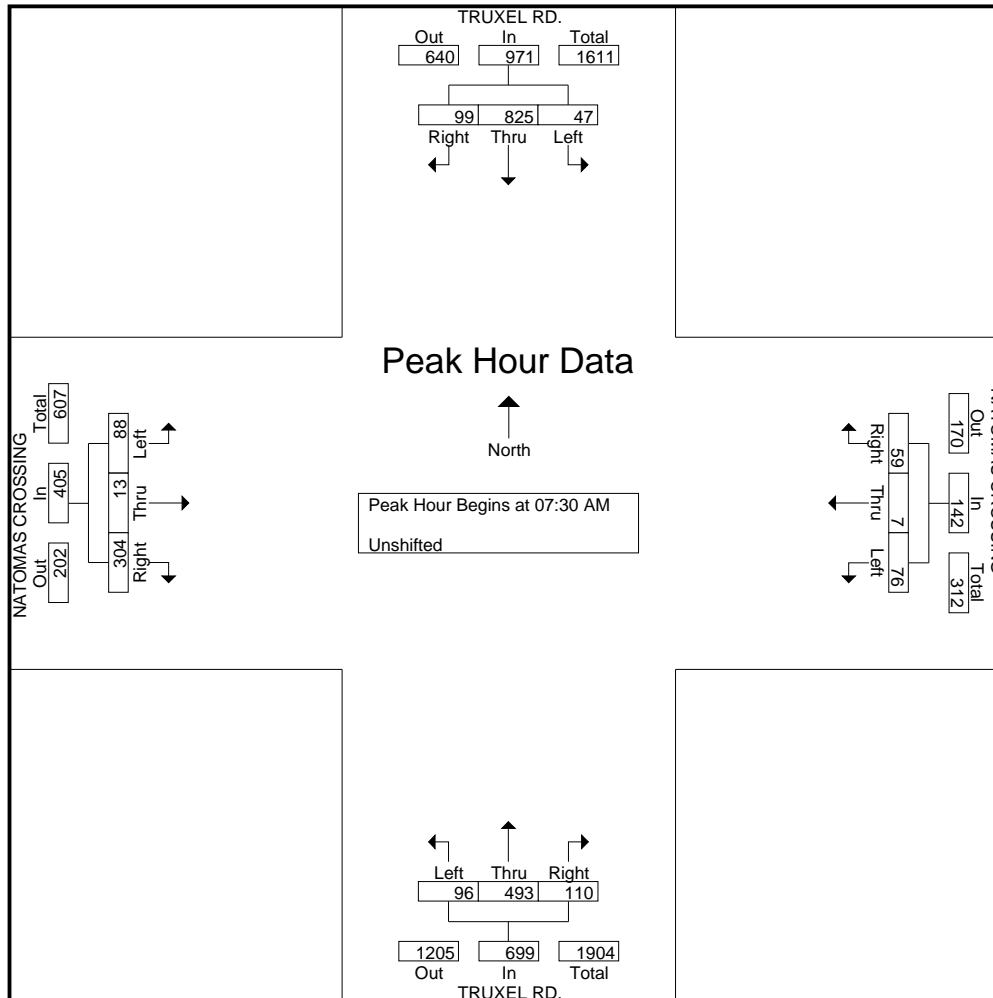 TRUXEL RD.
Out In Total
640 971 1611
99 825 47
Right Thru Left
Peak Hour Data
North
Peak Hour Begins at 07:30 AM
Unshifted
NATOMAS CROSSING
Total In Out
607 405 202
88 13 304
Left Thru Right
Right Thru Left
59 7 76
170 142 312
Out In Total
Left Thru Right
96 493 110
1205 699 1904
Out In Total
TRUXEL RD.